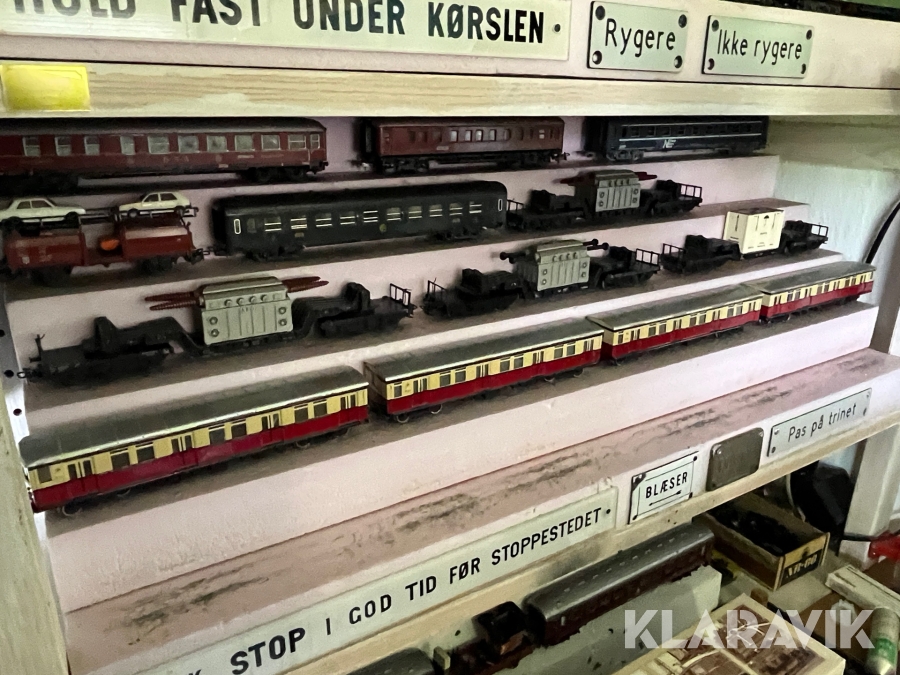 HOLD FAST UNDER KØRSLEN
Rygere
Ikke rygere
Pas på trinet
BLÆSER
STOP I GOD TID FØR STOPPESTEDET
KLARAVIK